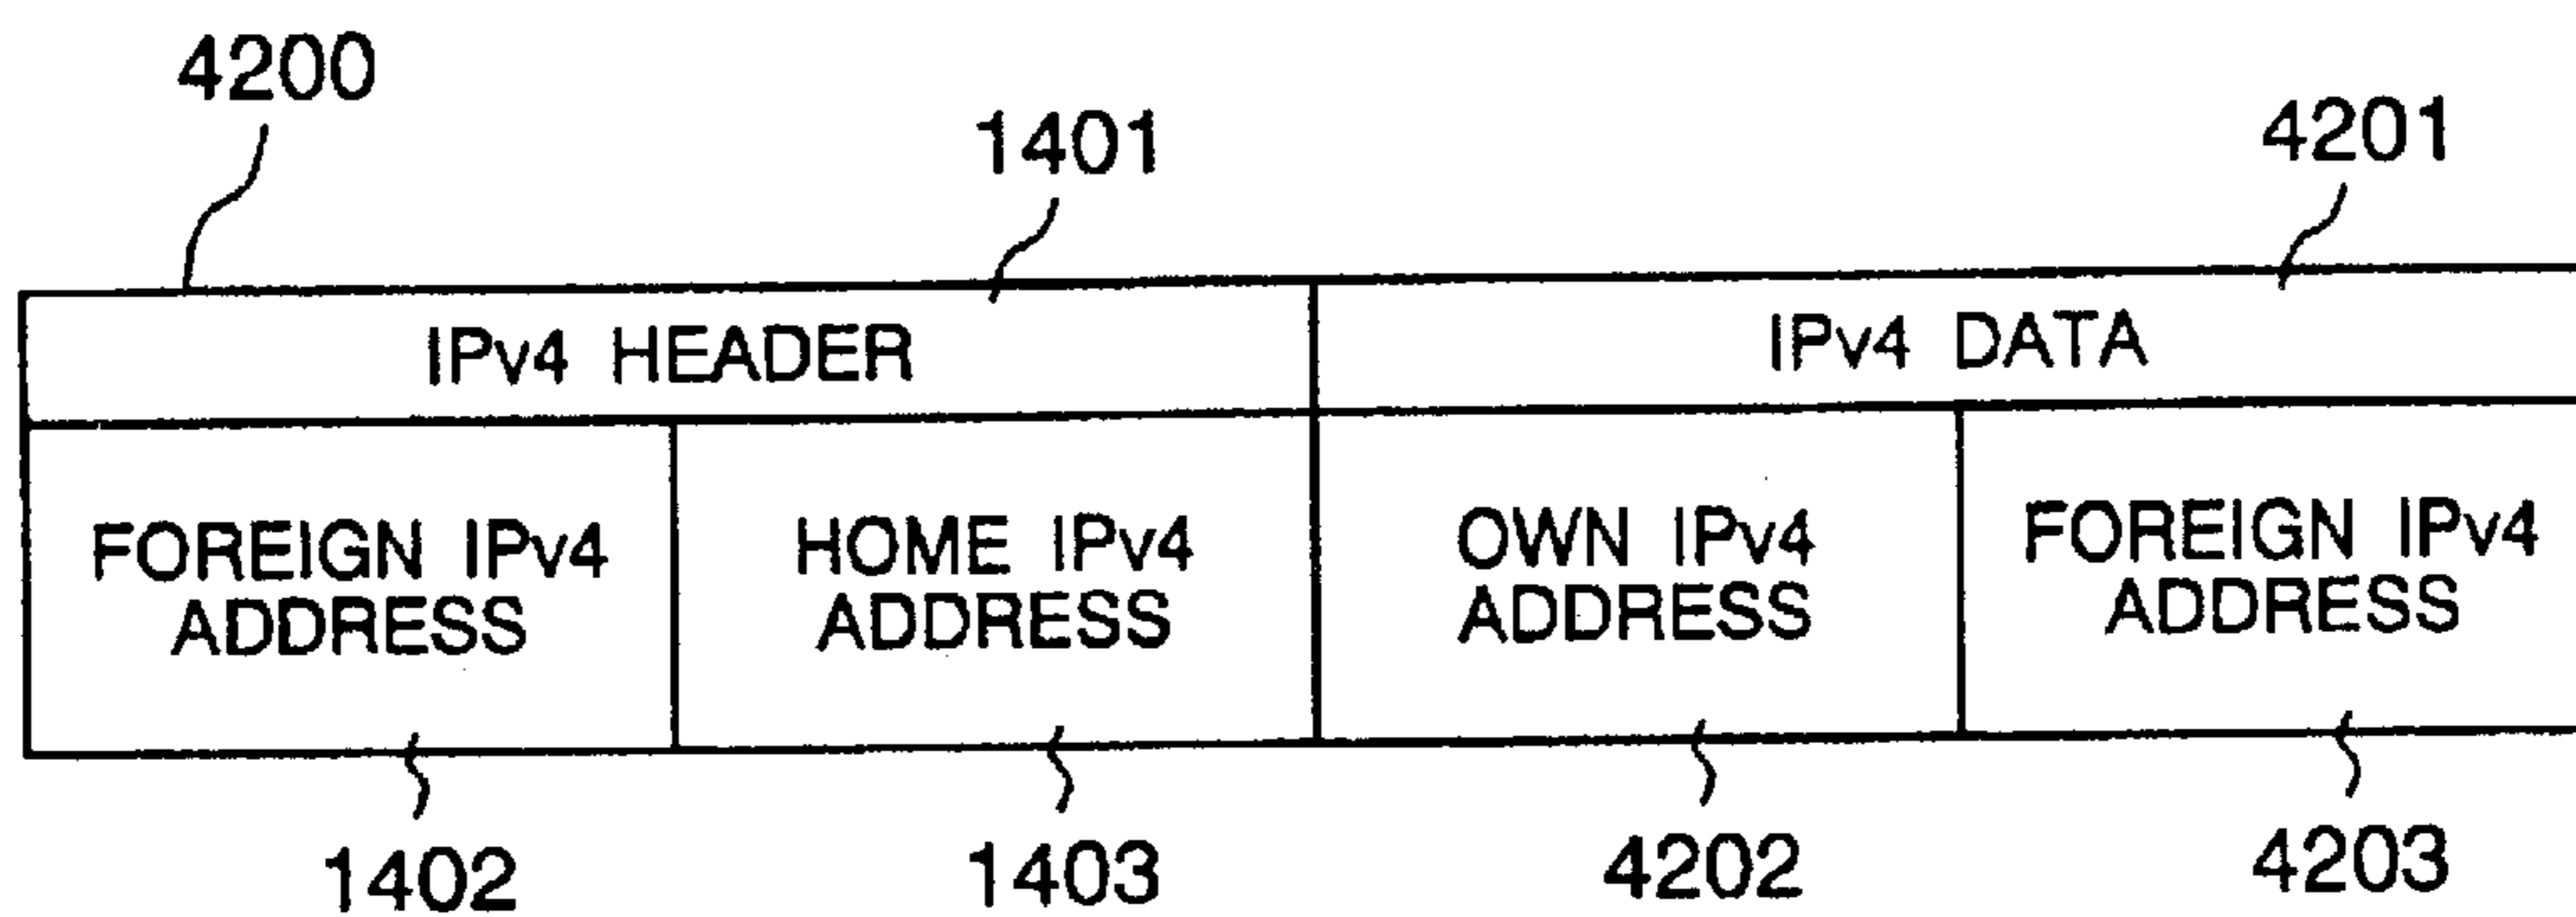 4200
1401
4201
IPv4 HEADER
IPv4 DATA
FOREIGN IPv4
ADDRESS
HOME IPv4
ADDRESS
OWN IPv4
ADDRESS
FOREIGN IPv4
ADDRESS
1402
1403
4202
4203